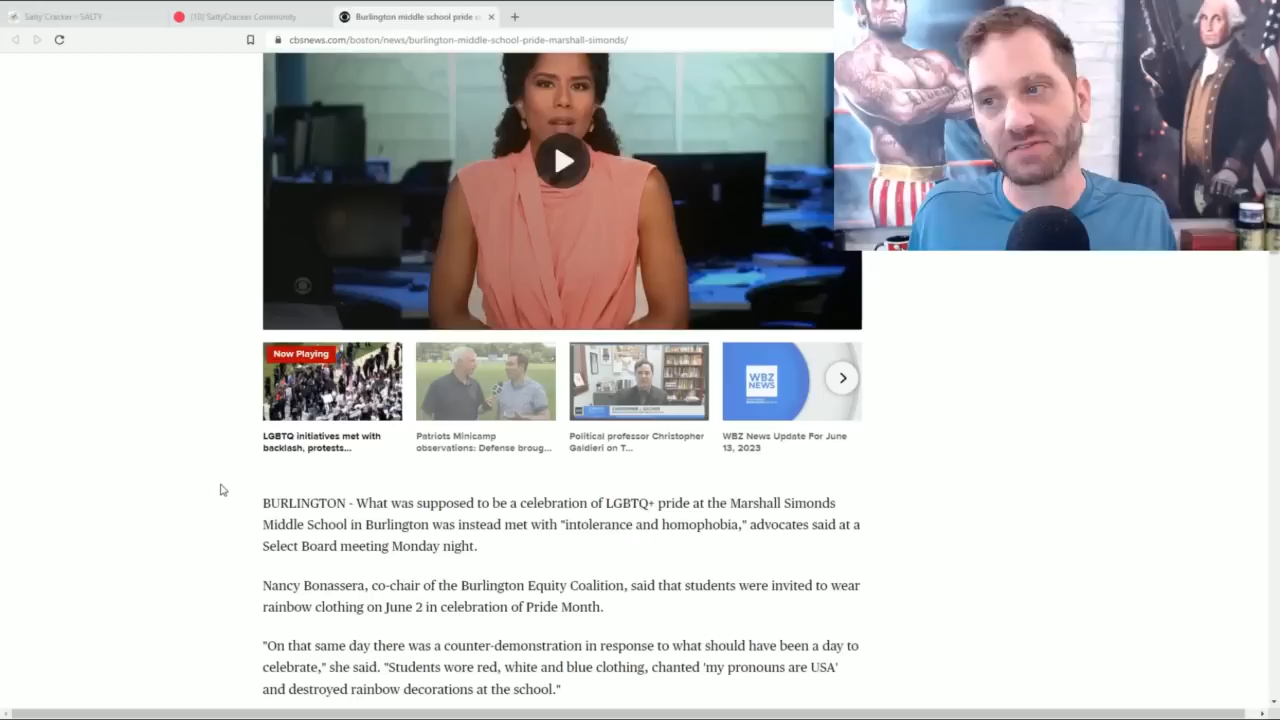 Salty Cracker - SALTY
(10) SaltyCracker Community
Burlington middle school pride e
cbsnews.com/boston/news/burlington-middle-school-pride-marshall-simonds/
Now Playing
WBZ
NEWS
LGBTQ initiatives met with
backlash, protests...
Patriots Minicamp
observations: Defense broug...
Political professor Christopher
Galdieri on T...
WBZ News Update For June
13, 2023
BURLINGTON - What was supposed to be a celebration of LGBTQ+ pride at the Marshall Simonds
Middle School in Burlington was instead met with "intolerance and homophobia," advocates said at a
Select Board meeting Monday night.
Nancy Bonassera, co-chair of the Burlington Equity Coalition, said that students were invited to wear
rainbow clothing on June 2 in celebration of Pride Month.
"On that same day there was a counter-demonstration in response to what should have been a day to
celebrate," she said. "Students wore red, white and blue clothing, chanted 'my pronouns are USA'
and destroyed rainbow decorations at the school."